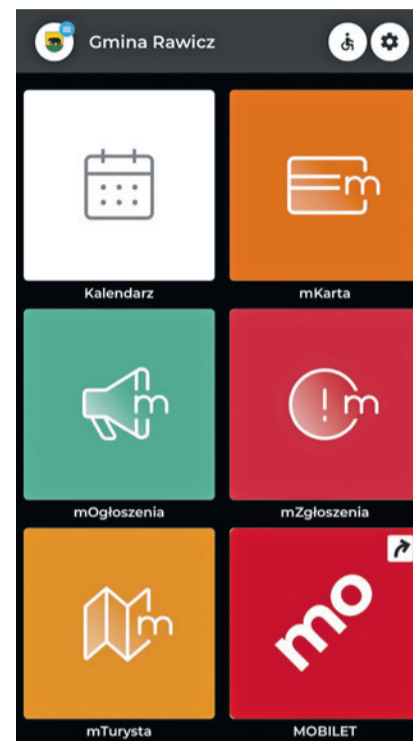 Gmina Rawicz
m
Kalendarz
mKarta
m
! m
mOgłoszenia
mZgłoszenia
m
mo
mTurysta
MOBILET